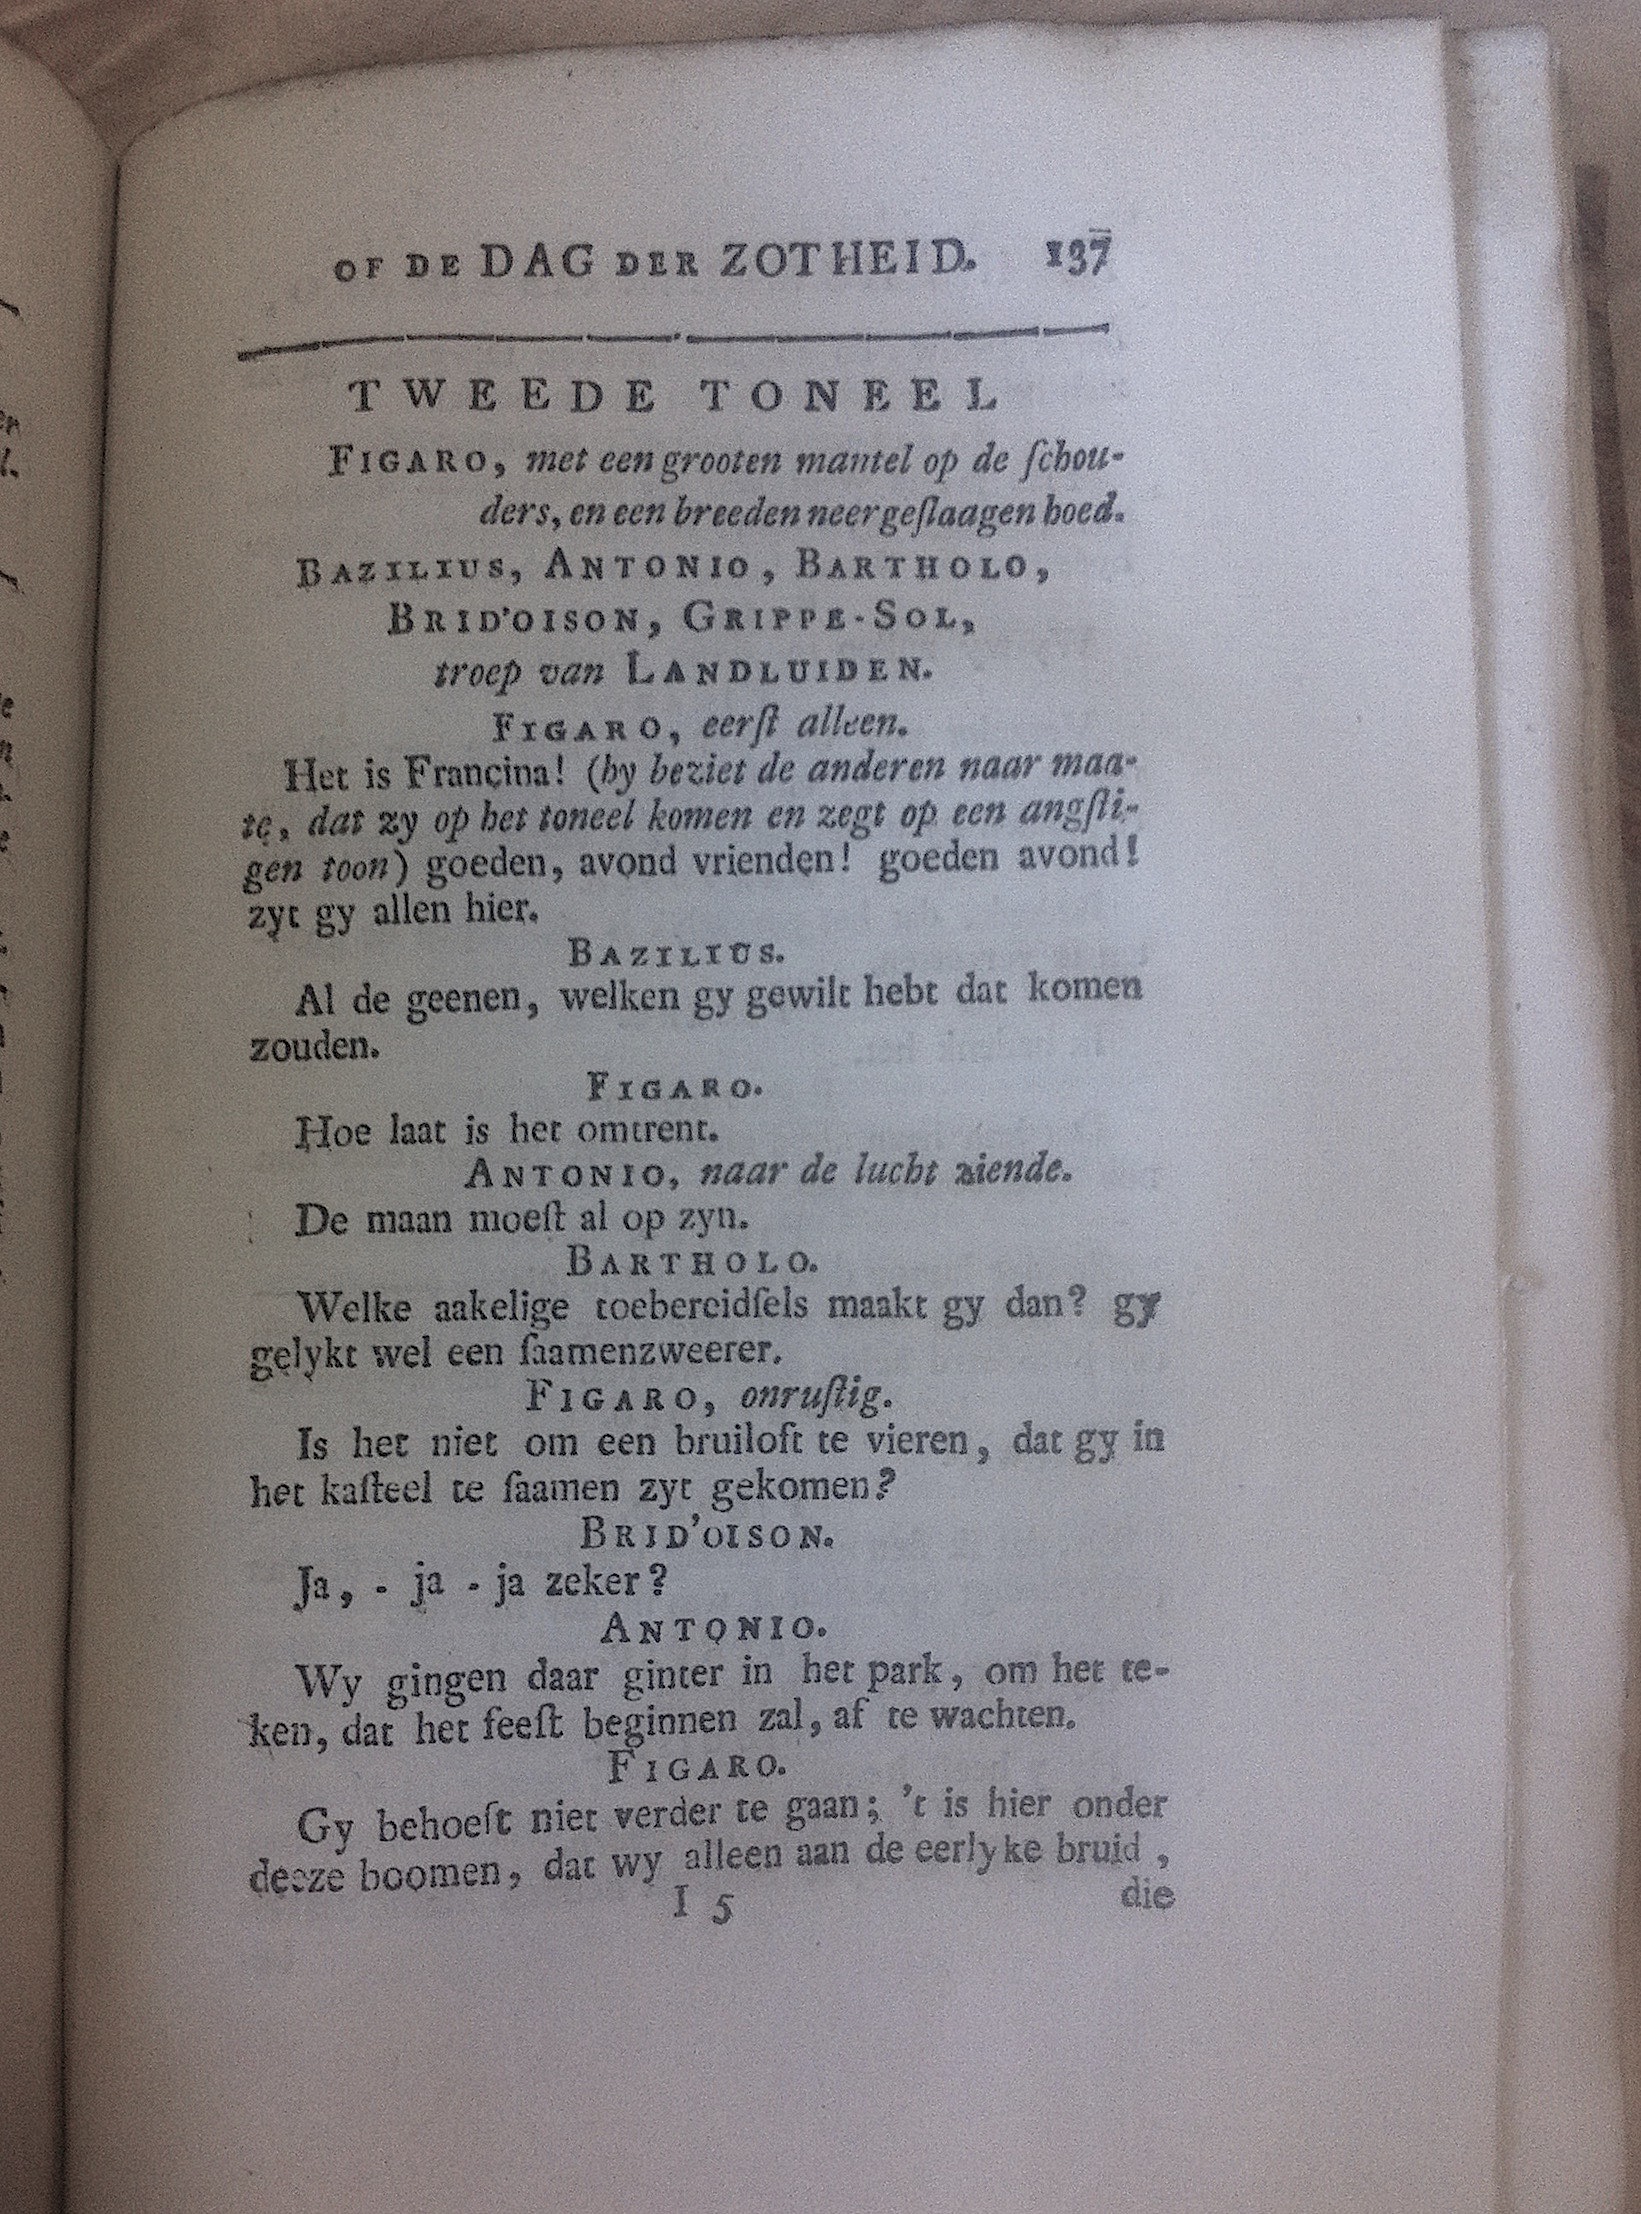 OF DE DAG DER ZOTHEID. 137
TWEEDE TONEEL
FIGARO, met een grooten mantel op de ſchou-
ders, en een breeden neergeſlaagen hoed.
BAZILIUS, ANTONIO, BARTHOLO,
BRID'OISON, GRIPPE-SOL,
troep van LANDLUIDEN.
FIGARO, eerſt alleen.
Het is Francina! (hy beziet de anderen naar maa-
te, dat zy op het toneel komen en zegt op een angſti-
gen toon) goeden, avond vrienden! goeden avond!
zyt gy allen hier.
BAZILIUS.
Al de geenen, welken gy gewilt hebt dat komen
zouden.
FIGARO.
Hoe laat is het omtrent.
ANTONIO, naar de lucht ziende.
De maan moeſt al op zyn.
BARTHOLO.
Welke aakelige toebereidſels maakt gy dan? gy
gelykt wel een ſaamenzweerer.
FIGARO, onruſtig.
Is het niet om een bruiloft te vieren, dat gy in
het kaſteel te ſaamen zyt gekomen?
BRID'OISON.
Ja, - ja - ja zeker?
ANTONIO.
Wy gingen daar ginter in het park, om het te-
ken, dat het feeſt beginnen zal, af te wachten.
FIGARO.
Gy behoeft niet verder te gaan; 't is hier onder
deeze boomen, dat wy alleen aan de eerlyke bruid,
I 5 die